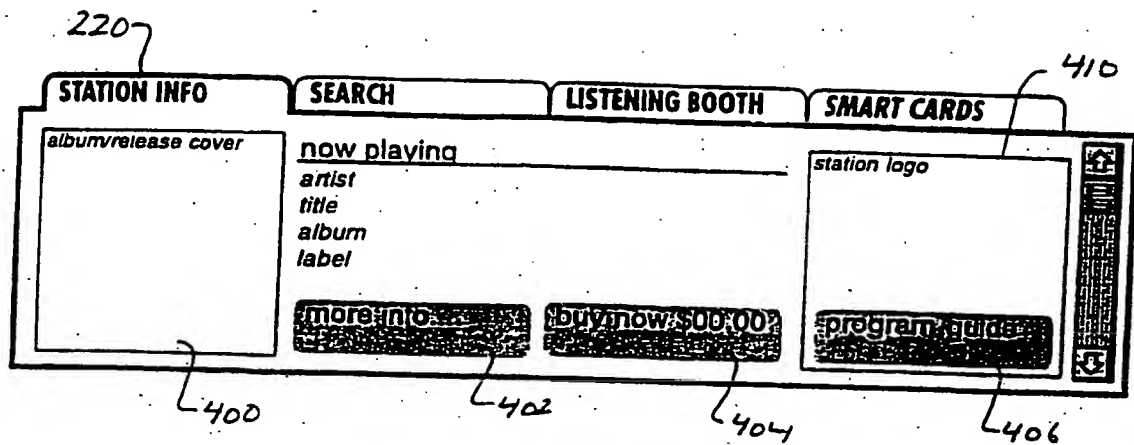 220
410
STATION INFO SEARCH LISTENING BOOTH SMART CARDS
album/release cover
now playing
artist
title
album
label
station logo
more info... buy now $00.00 program guide
400
402
404
406